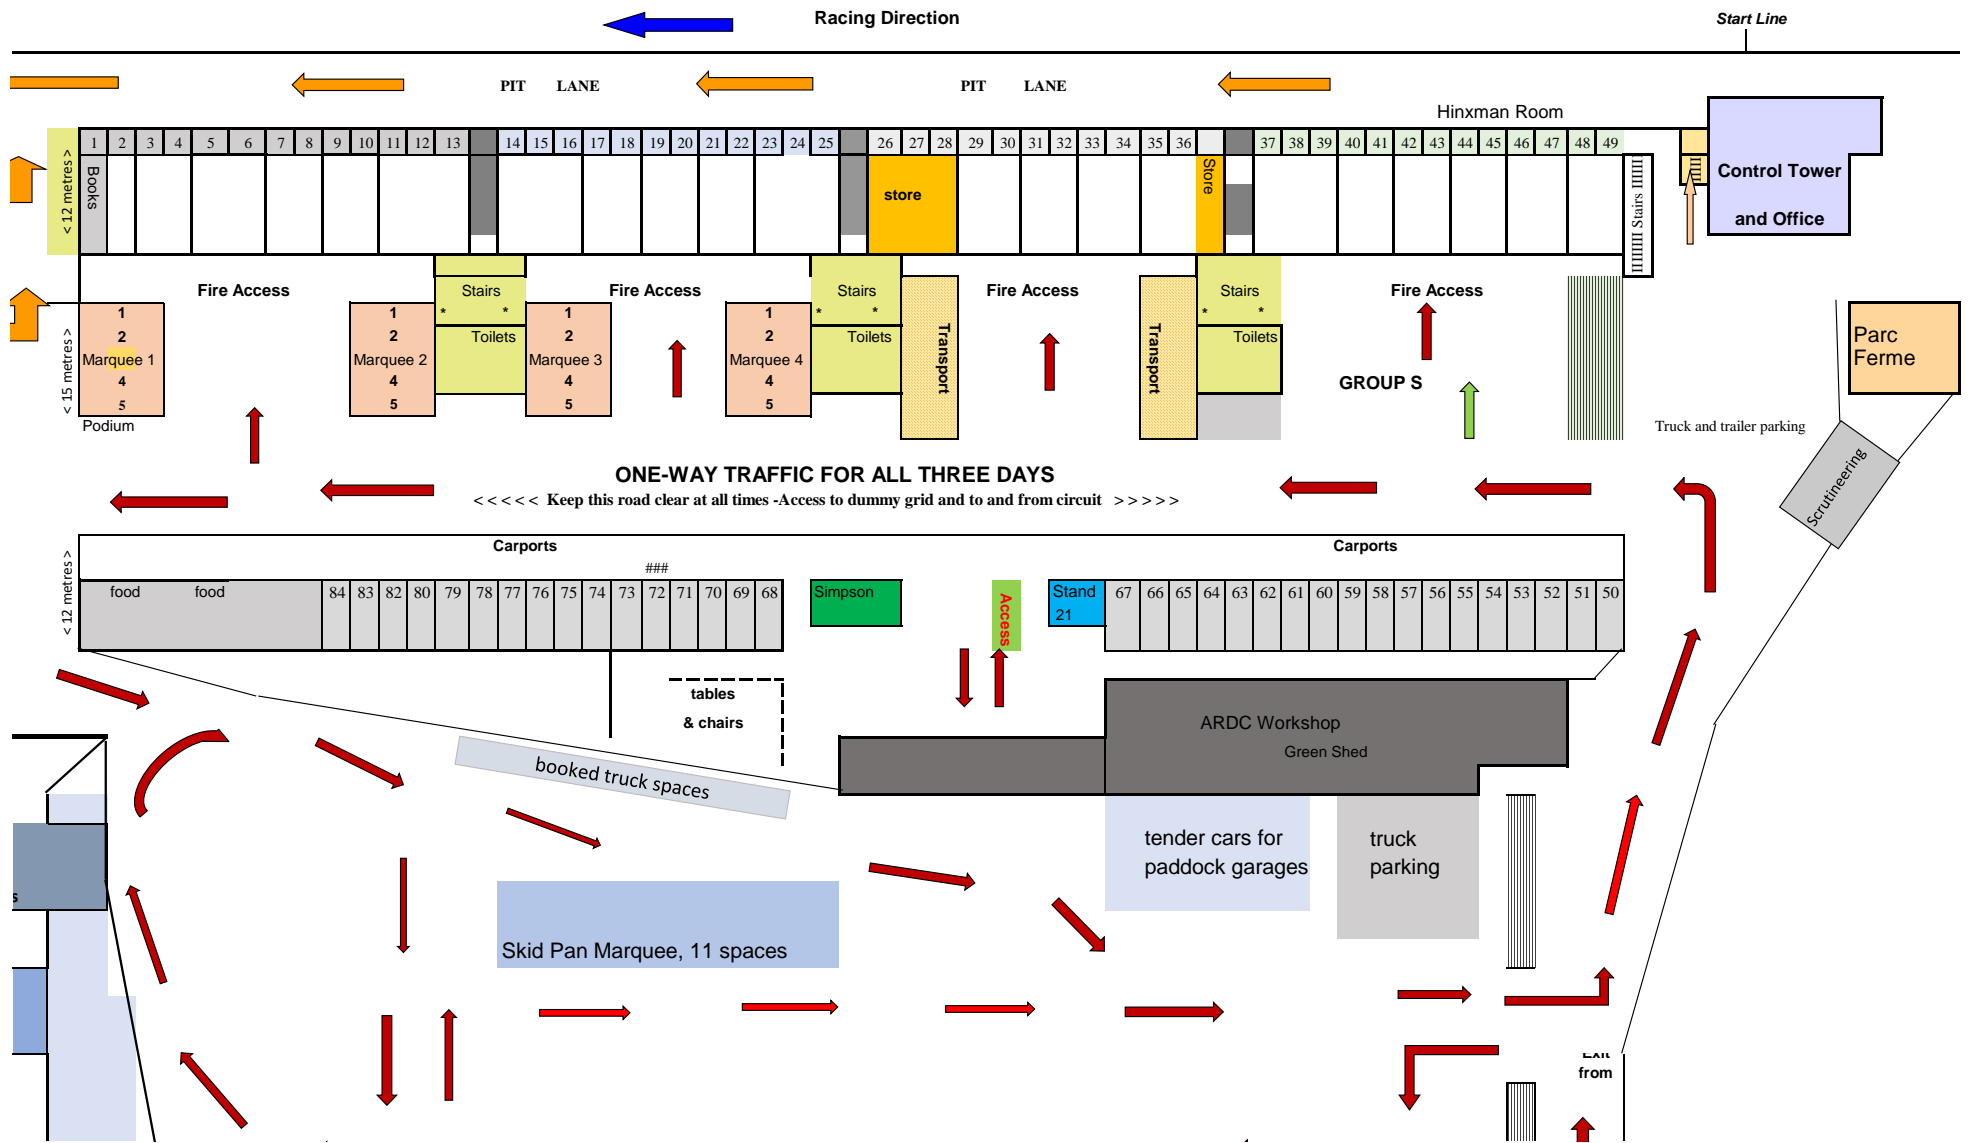 Racing Direction
Start Line
PIT LANE PIT LANE
Hinxman Room
< 12 metres >
1 2 3 4 5 6 7 8 9 10 11 12 13 14 15 16 17 18 19 20 21 22 23 24 25 26 27 28 29 30 31 32 33 34 35 36 37 38 39 40 41 42 43 44 45 46 47 48 49
Books
store
Store
IIIIIIII Stairs IIIIII
IIIII
Control Tower
and Office
Fire Access
Stairs
Fire Access
Stairs
Fire Access
Stairs
Fire Access
* * * * * *
Toilets
Toilets
Toilets
< 15 metres >
1
2
Marquee 1
4
5
Podium
1
2
Marquee 2
4
5
1
2
Marquee 3
4
5
1
2
Marquee 4
4
5
Transport
Transport
GROUP S
Parc
Ferme
Truck and trailer parking
Scrutineering
ONE-WAY TRAFFIC FOR ALL THREE DAYS
< < < < < Keep this road clear at all times -Access to dummy grid and to and from circuit > > > > >
Carports
Carports
###
< 12 metres >
food food
84 83 82 80 79 78 77 76 75 74 73 72 71 70 69 68
Simpson
Access
Stand
21
67 66 65 64 63 62 61 60 59 58 57 56 55 54 53 52 51 50
tables
& chairs
booked truck spaces
ARDC Workshop
Green Shed
tender cars for
paddock garages
truck
parking
s
Skid Pan Marquee, 11 spaces
Exit
from